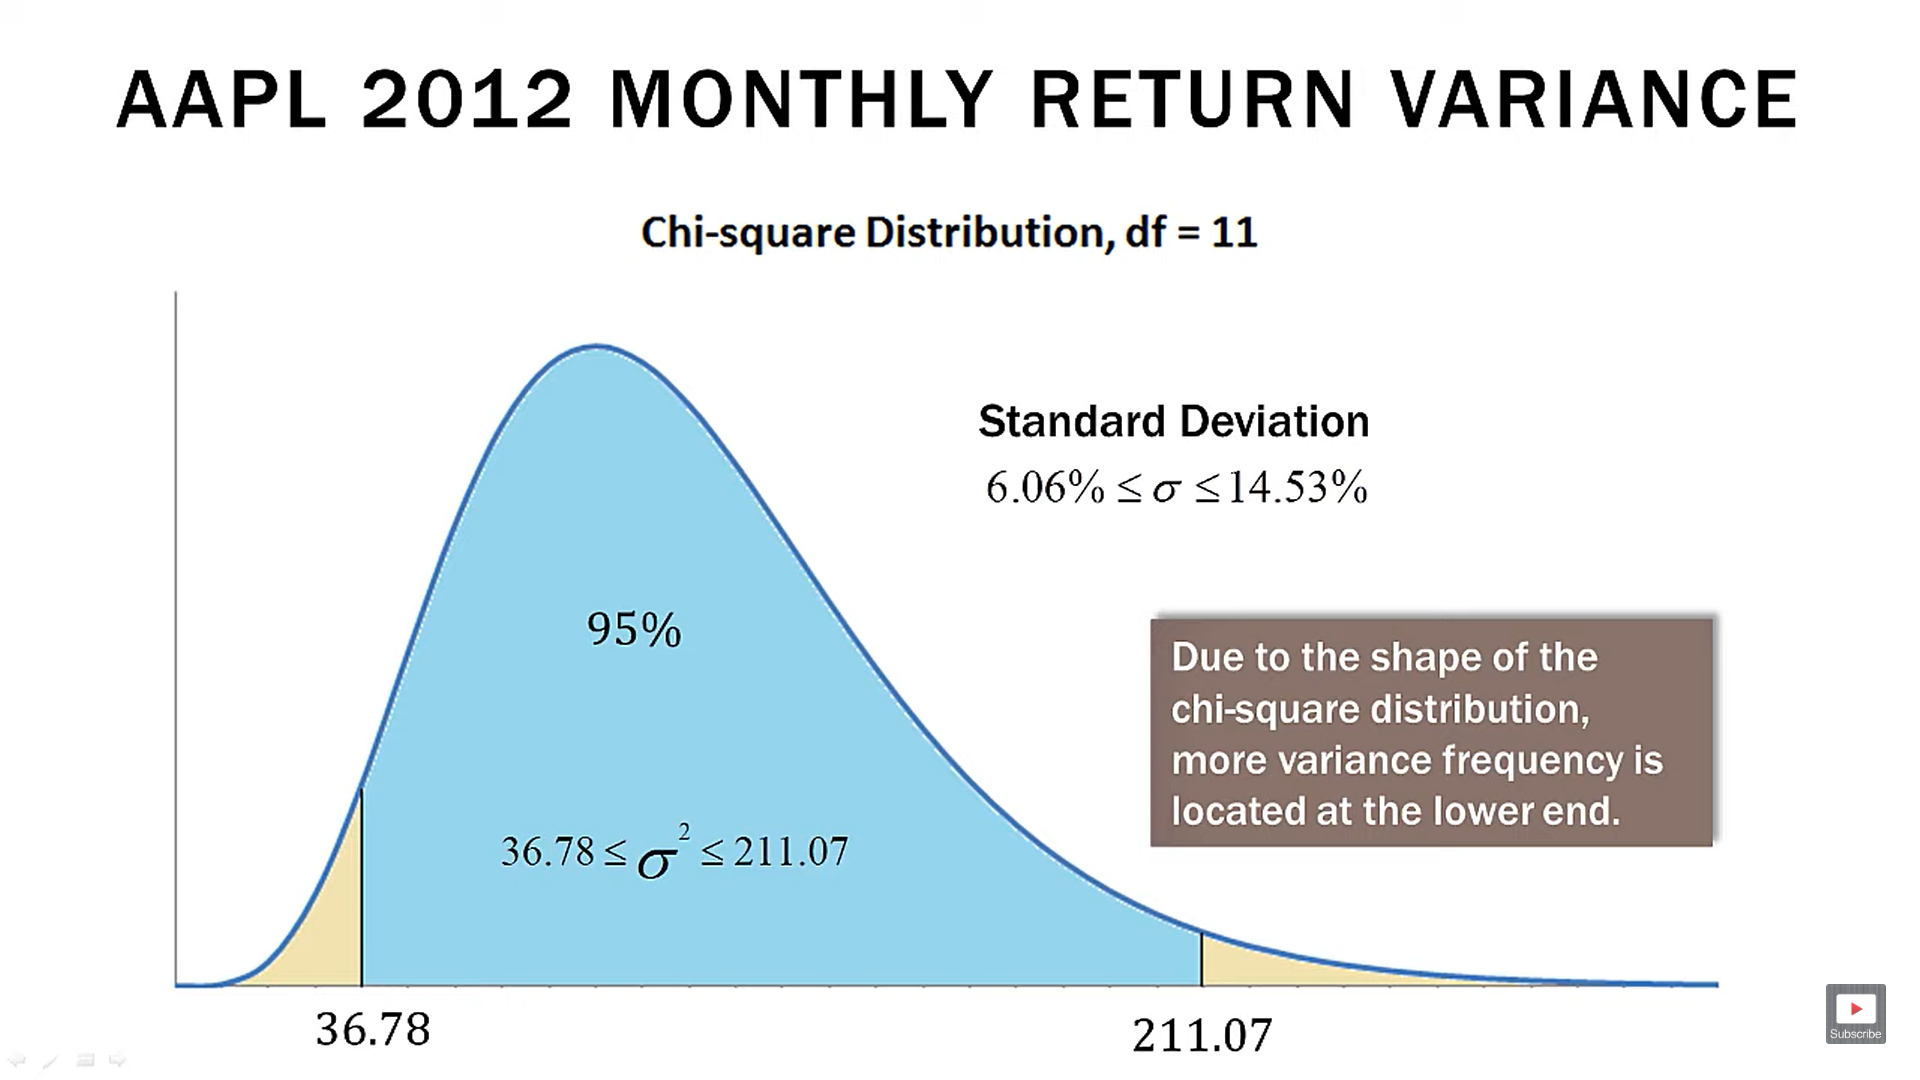 AAPL 2012 MONTHLY RETURN VARIANCE
Chi-square Distribution, df = 11
Standard Deviation
6.06% ≤ σ ≤ 14.53%
95%
Due to the shape of the
chi-square distribution,
more variance frequency is
located at the lower end.
36.78 ≤ σ² ≤ 211.07
36.78
211.07
Subscribe